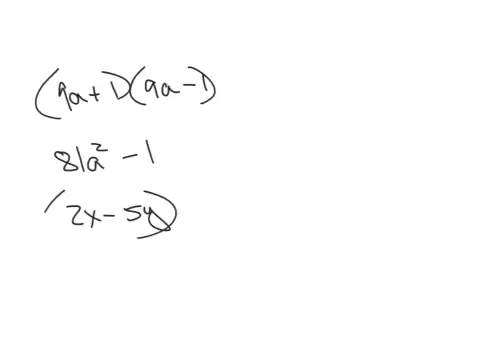 (9a+1)(9a-1)
81a² - 1
(2x - 5y)